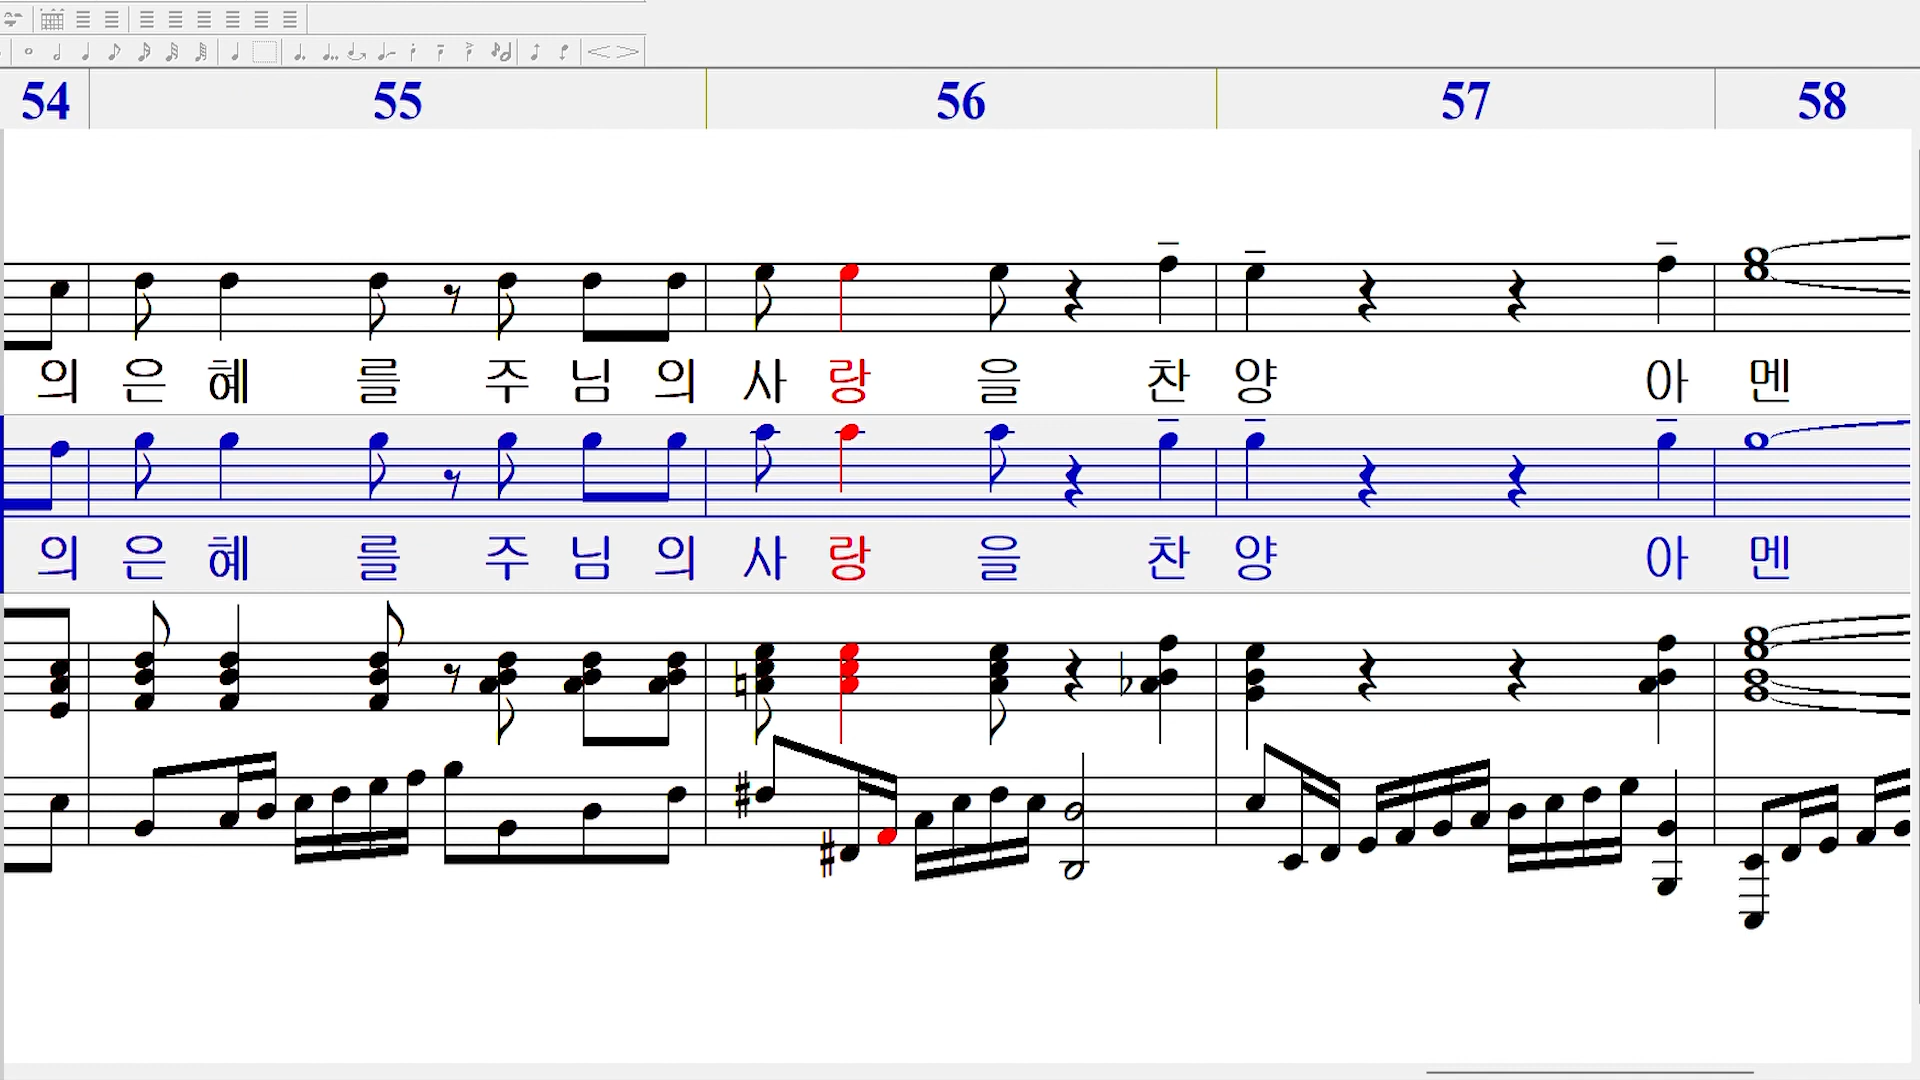 54 55 56 57 58
의 은 혜 를 주 님 의 사 랑 을 찬 양 아 멘
의 은 혜 를 주 님 의 사 랑 을 찬 양 아 멘